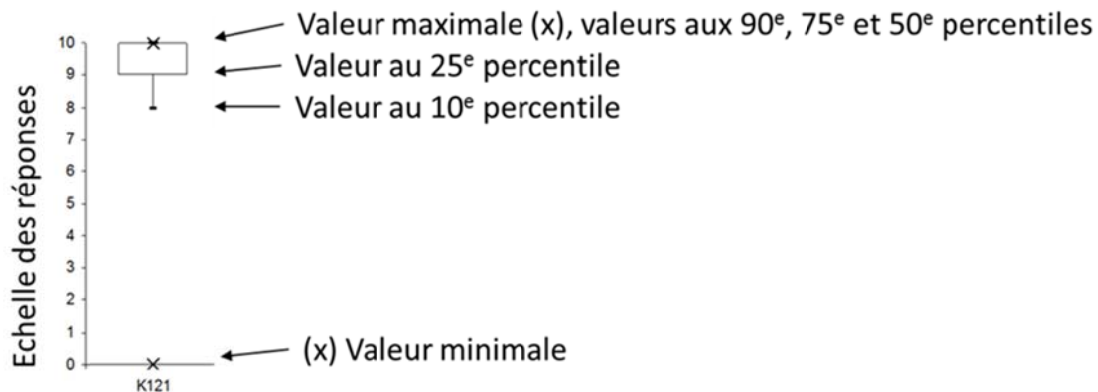 Valeur maximale (x), valeurs aux 90e, 75e et 50e percentiles
Valeur au 25e percentile
Valeur au 10e percentile
(x) Valeur minimale
Echelle des réponses
10
9
8
7
6
5
4
3
2
1
0
K121